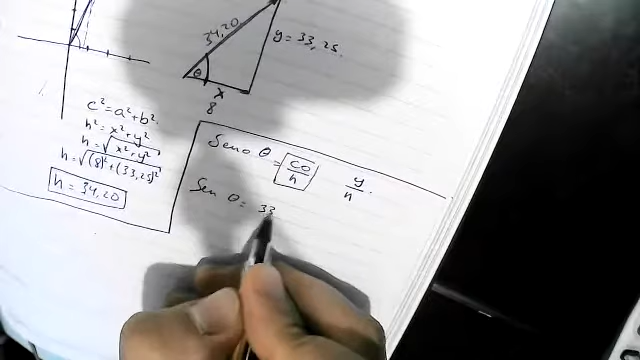 34,20
y = 33,25.
θ
x
8
c² = a² + b².
h² = x² + y²
h = √x² + y²
h = √(8)² + (33,25)²
h = 34,20
Seno θ = co/h y/h.
Sen θ = 33